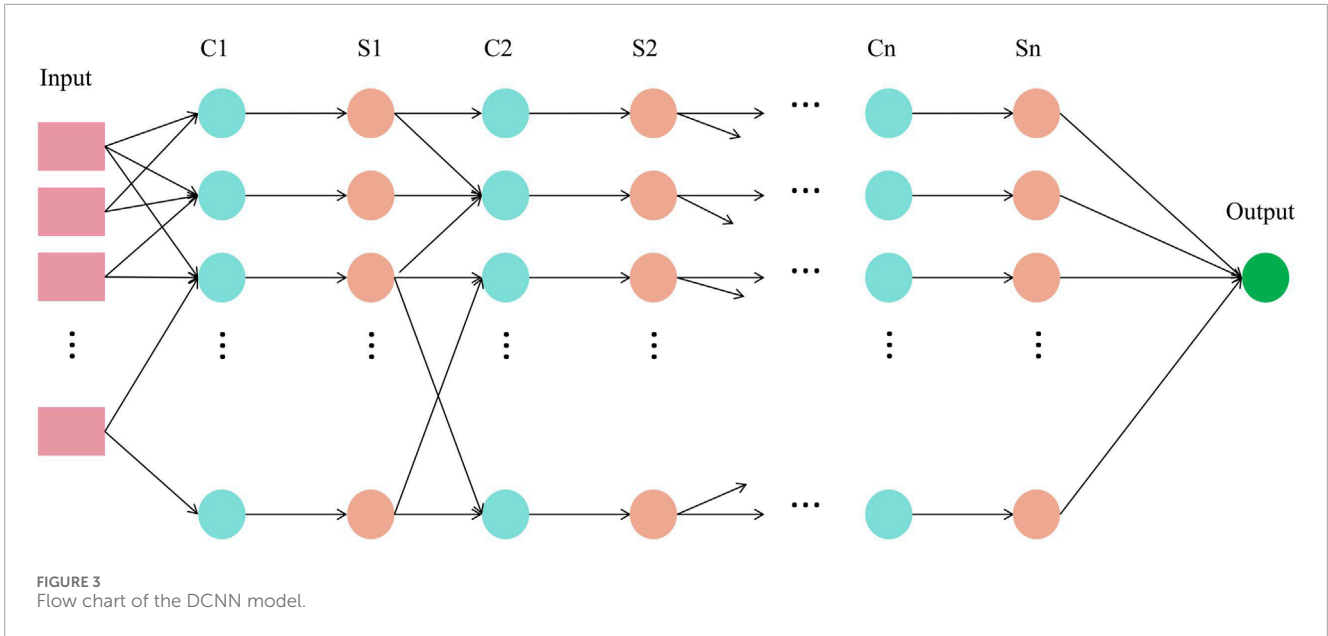 C1 S1 C2 S2 Cn Sn
Input
...
...
...
Output
...
⋮ ⋮ ⋮ ⋮ ⋮ ⋮ ⋮
...
FIGURE 3
Flow chart of the DCNN model.